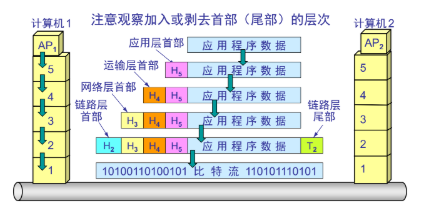 计算机 1
注意观察加入或剥去首部（尾部）的层次
计算机 2
AP1
AP2
应用层首部
应 用 程 序 数 据
5
5
运输层首部
H5
应 用 程 序 数 据
4
4
网络层首部
H4
H5
应 用 程 序 数 据
3
3
链路层
首部
H3
H4
H5
应 用 程 序 数 据
链路层
尾部
2
2
H2
H3
H4
H5
应 用 程 序 数 据
T2
1
1
10100110100101 比 特 流 110101110101